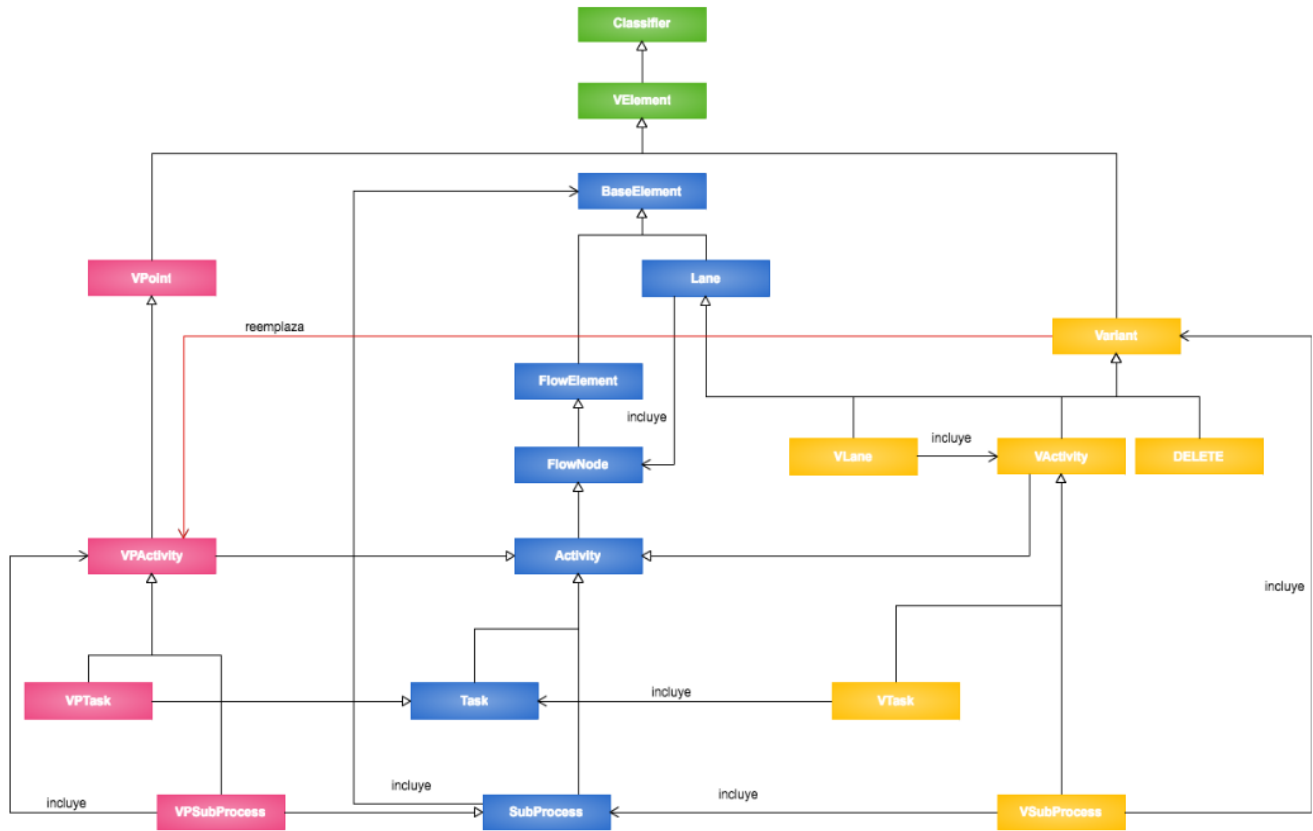 Classifier
VElement
BaseElement
VPoint
Lane
reemplaza
Variant
FlowElement
incluye
incluye
VLane
VActivity
DELETE
FlowNode
VPActivity
Activity
incluye
VPTask
Task
incluye
VTask
incluye
incluye
incluye
VPSubProcess
SubProcess
VSubProcess